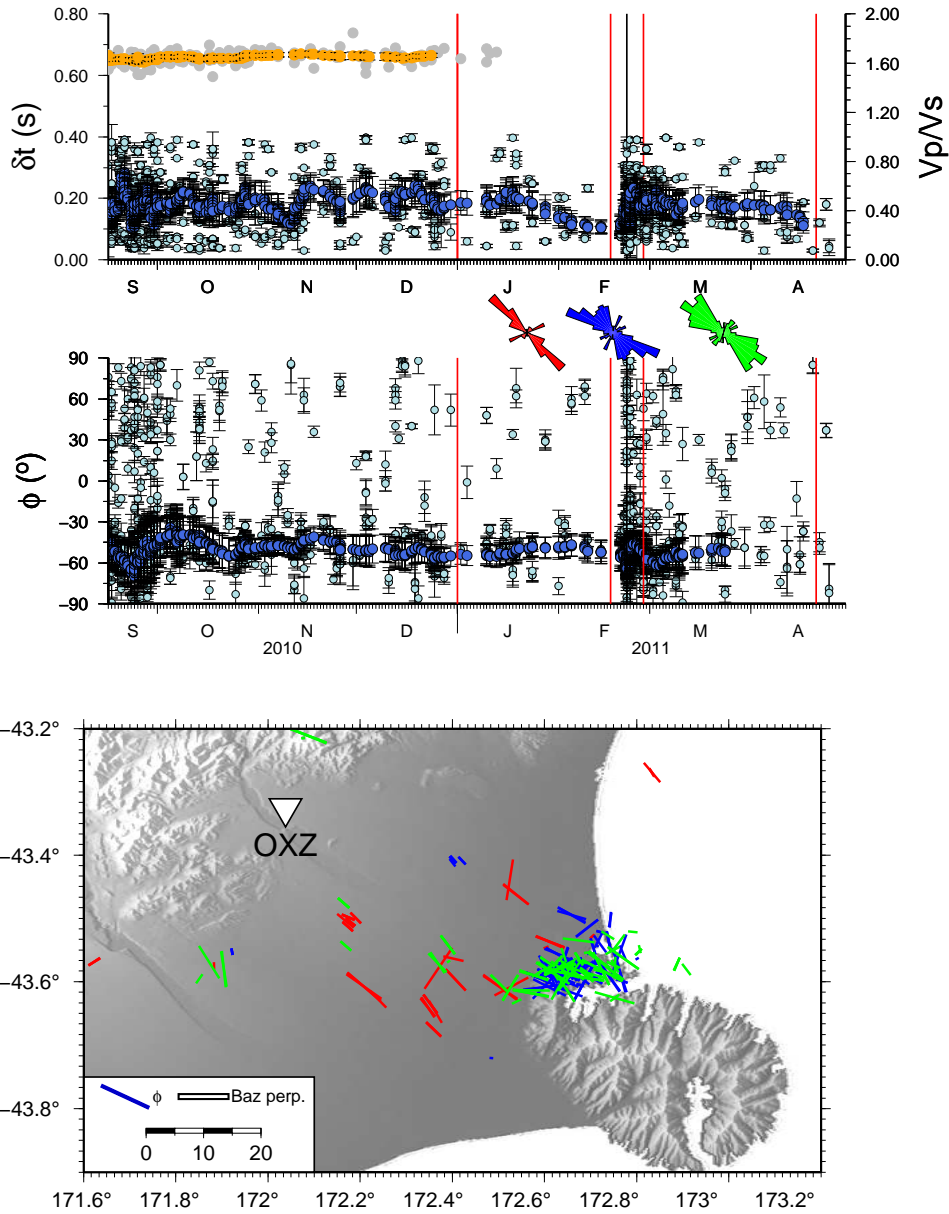 0.80 2.00
0.60 1.60
1.20
0.40
0.80
0.20
0.40
0.00 0.00
δt (s)
Vp/Vs
S O N D J F M A
90
60
30
0
−30
−60
−90
ϕ (º)
S O N D J F M A
2010 2011
−43.2°
−43.4°
−43.6°
−43.8°
OXZ
ϕ Baz perp.
0 10 20
171.6° 171.8° 172° 172.2° 172.4° 172.6° 172.8° 173° 173.2°